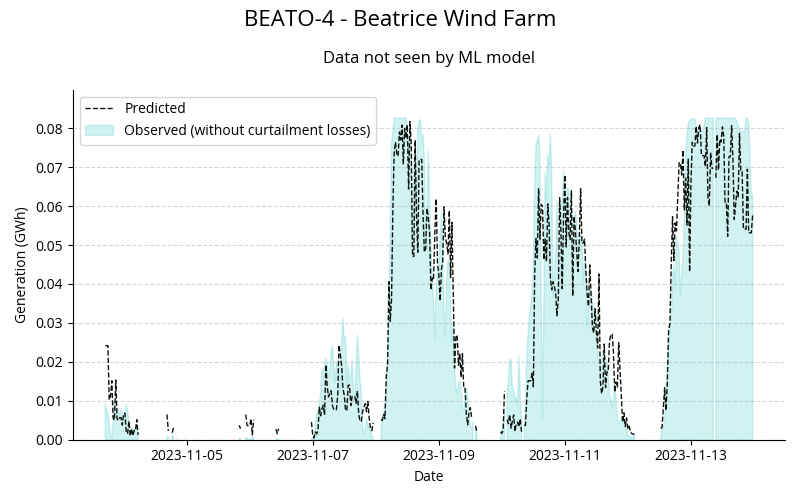 BEATO-4 - Beatrice Wind Farm
Data not seen by ML model
Predicted
Observed (without curtailment losses)
Generation (GWh)
0.08
0.07
0.06
0.05
0.04
0.03
0.02
0.01
0.00
2023-11-05 2023-11-07 2023-11-09 2023-11-11 2023-11-13
Date